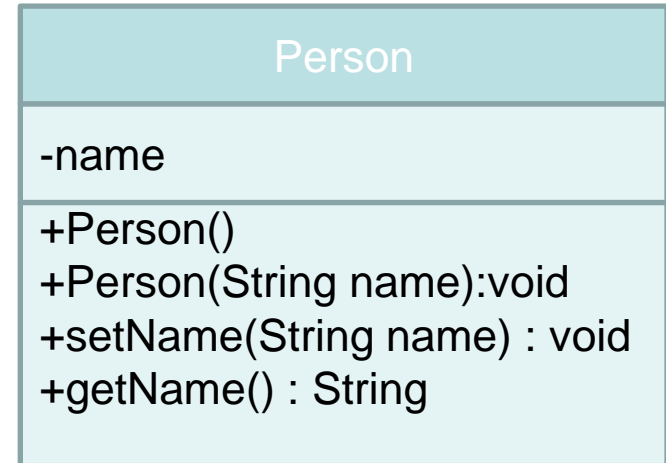 Person
-name
+Person()
+Person(String name):void
+setName(String name) : void
+getName() : String